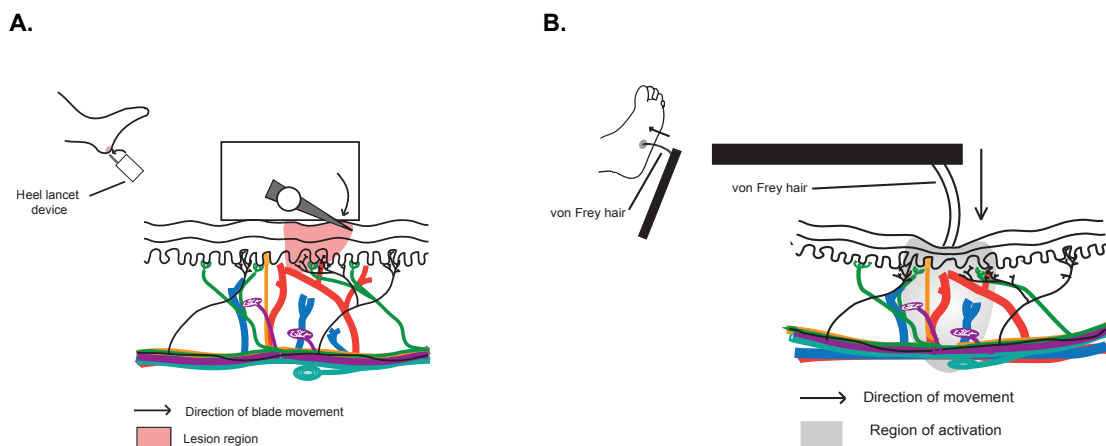 A.
B.
Heel lancet
device
von Frey hair
von Frey hair
Direction of blade movement
Lesion region
Direction of movement
Region of activation